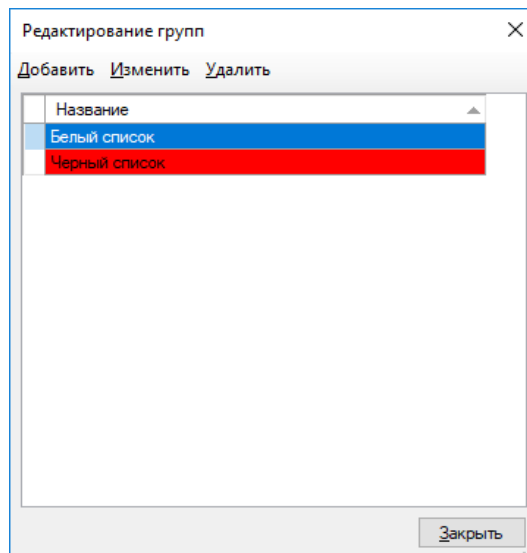 Редактирование групп
Добавить Изменить Удалить
Название
Белый список
Черный список
Закрыть